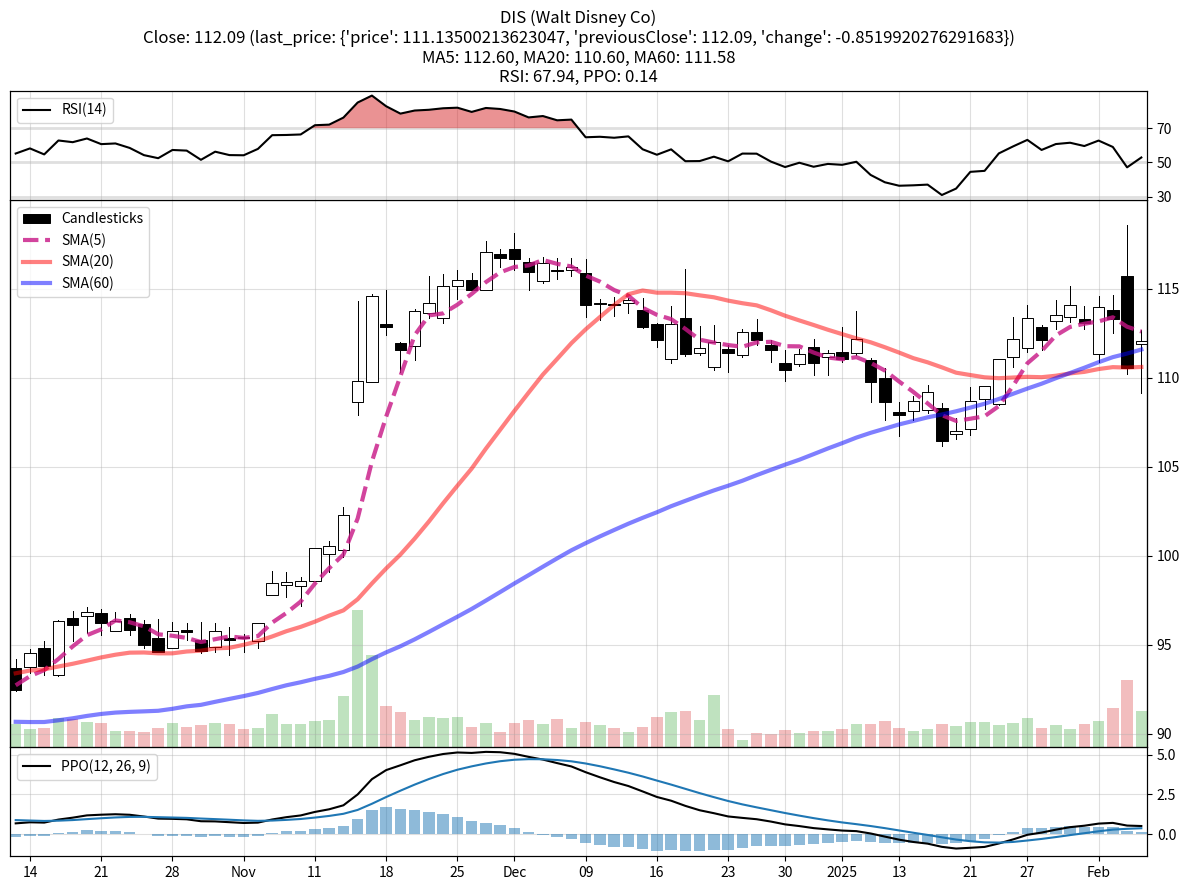 DIS (Walt Disney Co)
Close: 112.09 (last_price: {'price': 111.13500213623047, 'previousClose': 112.09, 'change': -0.8519920276291683})
MA5: 112.60, MA20: 110.60, MA60: 111.58
RSI: 67.94, PPO: 0.14
RSI(14)
70
50
30
Candlesticks
SMA(5)
SMA(20)
SMA(60)
115
110
105
100
95
90
PPO(12, 26, 9)
5.0
2.5
0.0
14 21 28 Nov 11 18 25 Dec 09 16 23 30 2025 13 21 27 Feb